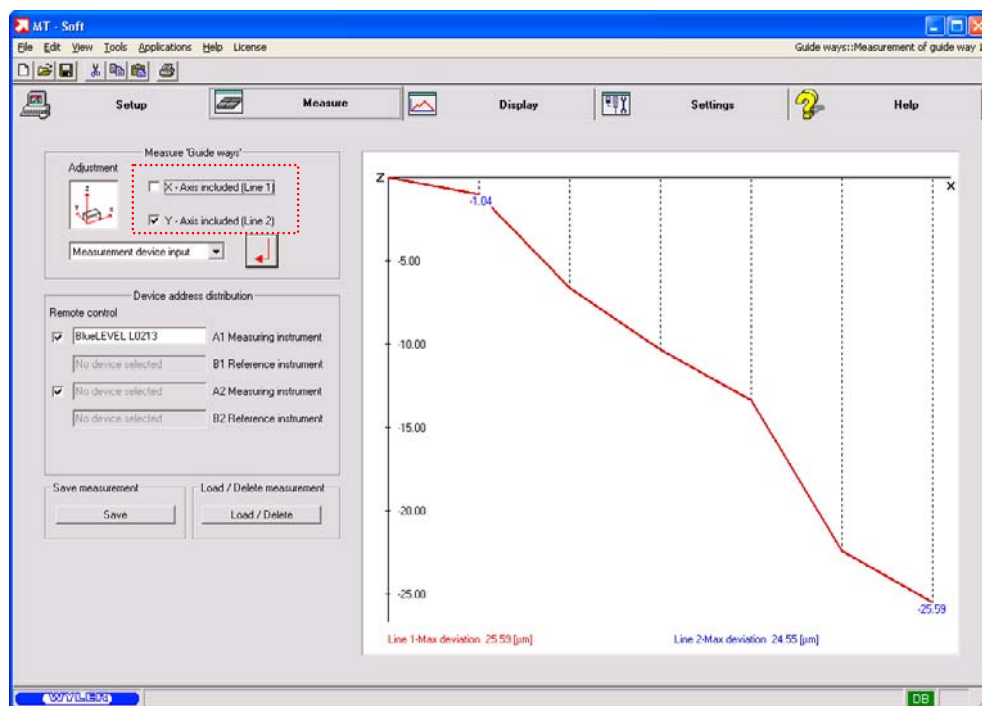 MT - Soft
File Edit View Tools Applications Help License
Guide ways::Measurement of guide way 1
Setup
Measure
Display
Settings
Help
Measure 'Guide ways'
Adjustment
X - Axis included (Line 1)
Y - Axis included (Line 2)
Measurement device input
Device address distribution
Remote control
BlueLEVEL L0213 A1 Measuring instrument
No device selected B1 Reference instrument
No device selected A2 Measuring instrument
No device selected B2 Reference instrument
Save measurement
Save
Load / Delete measurement
Load / Delete
Z
X
-1.04
-5.00
-10.00
-15.00
-20.00
-25.00
-25.59
Line 1-Max deviation 25.59 [µm]
Line 2-Max deviation 24.55 [µm]
WYLER
DB